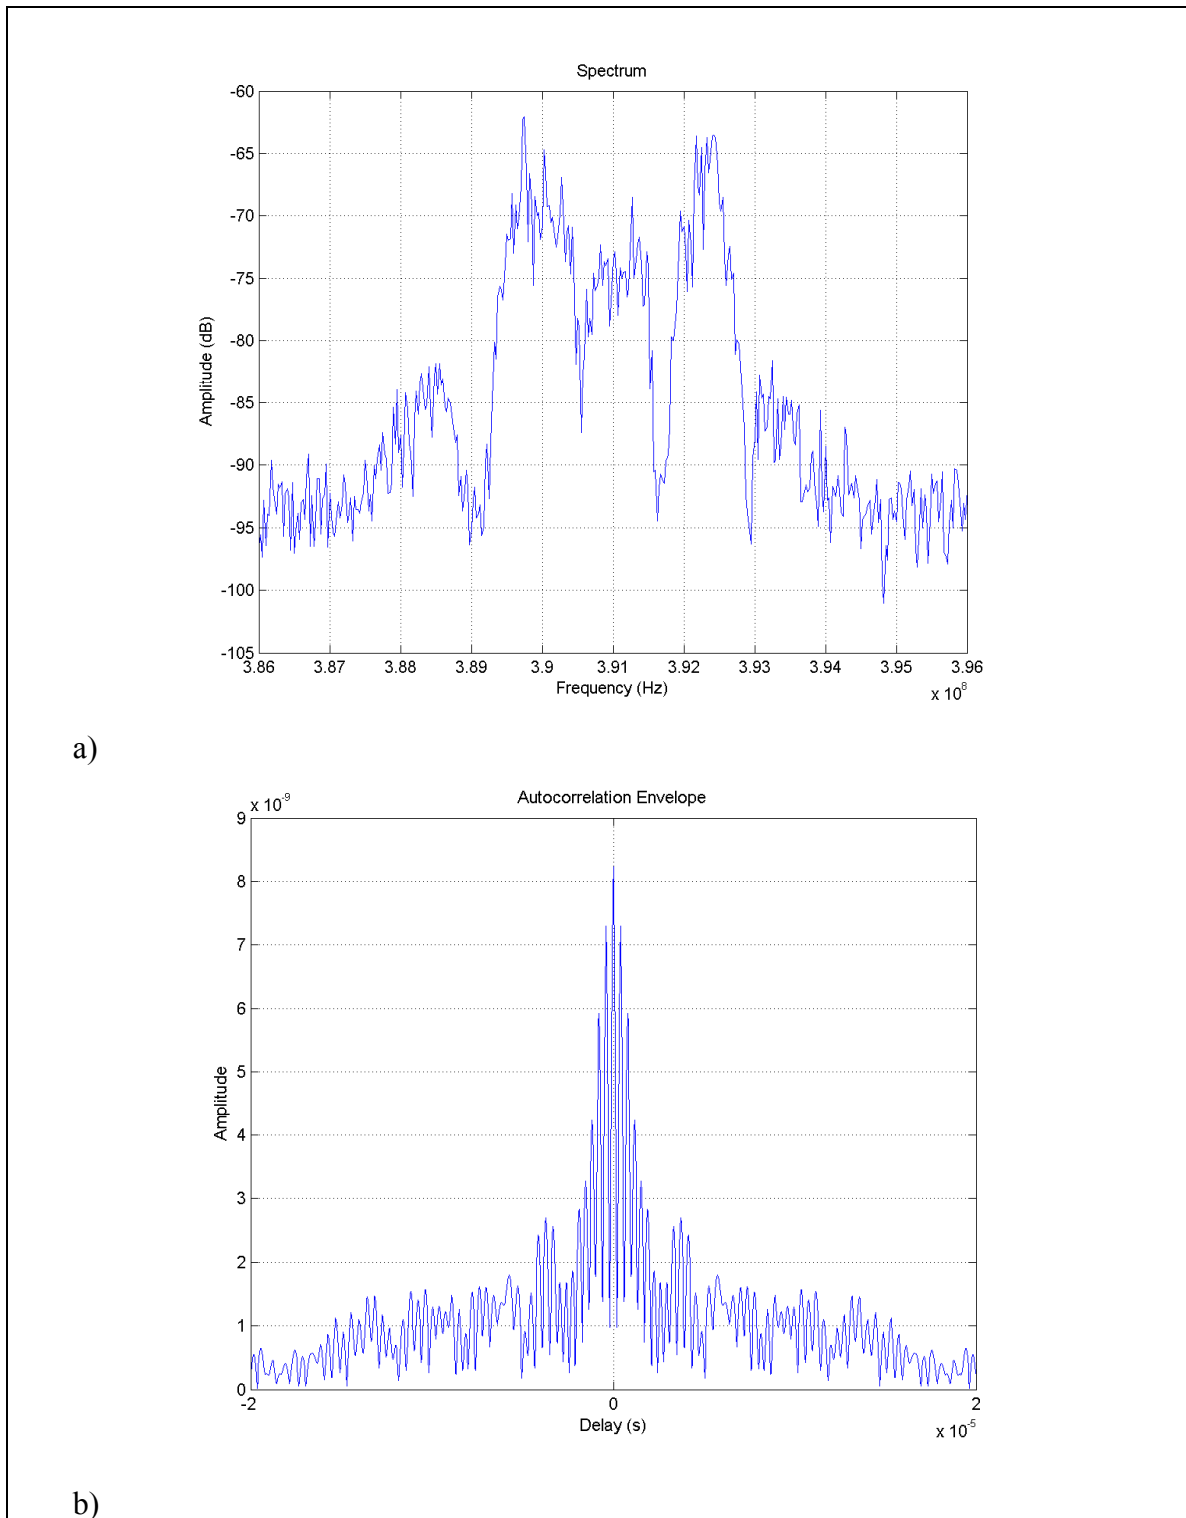 Spectrum
-60
-65
-70
-75
-80
-85
-90
-95
-100
-105
Amplitude (dB)
3.86 3.87 3.88 3.89 3.9 3.91 3.92 3.93 3.94 3.95 3.96
Frequency (Hz)
x 10^8
a)
Autocorrelation Envelope
x 10^-9
9
8
7
6
5
4
3
2
1
0
Amplitude
-2 0 2
Delay (s)
x 10^-5
b)